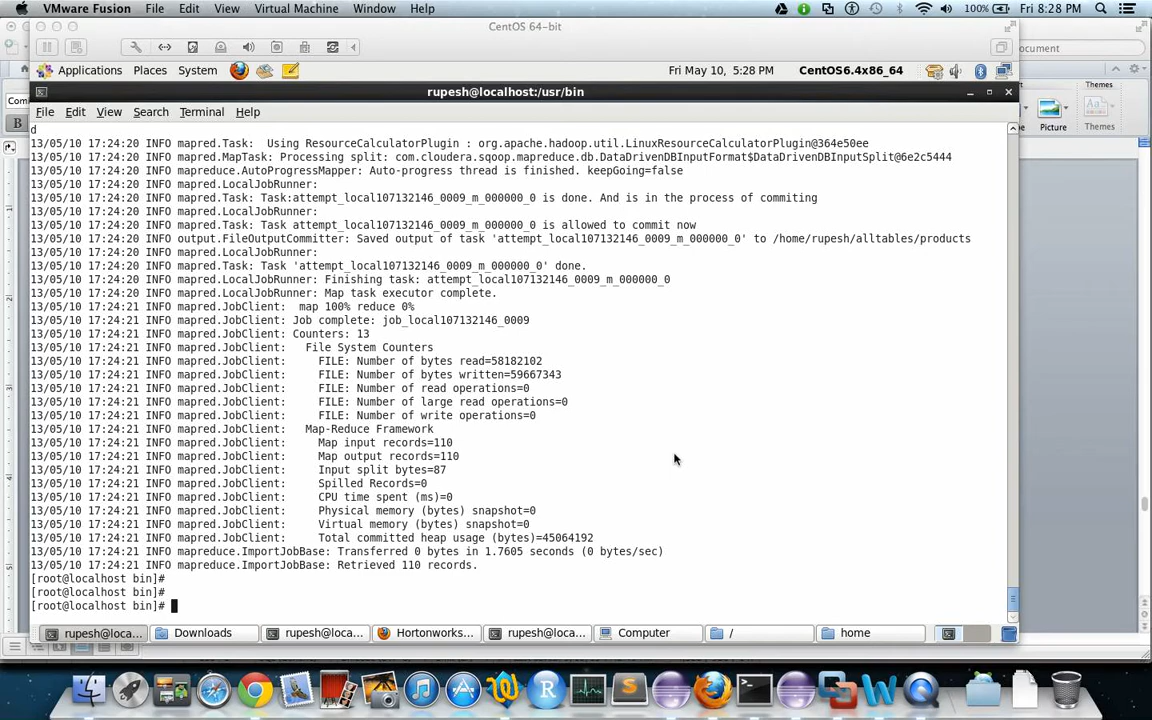 VMware Fusion File Edit View Virtual Machine Window Help 100% Fri 8:28 PM
CentOS 64-bit
ocument
Applications Places System Fri May 10, 5:28 PM CentOS6.4x86_64
Themes
rupesh@localhost:/usr/bin
Com
File Edit View Search Terminal Help
B
Picture Themes
d
13/05/10 17:24:20 INFO mapred.Task:  Using ResourceCalculatorPlugin : org.apache.hadoop.util.LinuxResourceCalculatorPlugin@364e50ee
13/05/10 17:24:20 INFO mapred.MapTask: Processing split: com.cloudera.sqoop.mapreduce.db.DataDrivenDBInputFormat$DataDrivenDBInputSplit@6e2c5444
13/05/10 17:24:20 INFO mapreduce.AutoProgressMapper: Auto-progress thread is finished. keepGoing=false
13/05/10 17:24:20 INFO mapred.LocalJobRunner:
13/05/10 17:24:20 INFO mapred.Task: Task:attempt_local107132146_0009_m_000000_0 is done. And is in the process of commiting
13/05/10 17:24:20 INFO mapred.LocalJobRunner:
13/05/10 17:24:20 INFO mapred.Task: Task attempt_local107132146_0009_m_000000_0 is allowed to commit now
13/05/10 17:24:20 INFO output.FileOutputCommitter: Saved output of task 'attempt_local107132146_0009_m_000000_0' to /home/rupesh/alltables/products
13/05/10 17:24:20 INFO mapred.LocalJobRunner:
13/05/10 17:24:20 INFO mapred.Task: Task 'attempt_local107132146_0009_m_000000_0' done.
13/05/10 17:24:20 INFO mapred.LocalJobRunner: Finishing task: attempt_local107132146_0009_m_000000_0
13/05/10 17:24:20 INFO mapred.LocalJobRunner: Map task executor complete.
13/05/10 17:24:21 INFO mapred.JobClient:  map 100% reduce 0%
13/05/10 17:24:21 INFO mapred.JobClient: Job complete: job_local107132146_0009
13/05/10 17:24:21 INFO mapred.JobClient: Counters: 13
13/05/10 17:24:21 INFO mapred.JobClient:   File System Counters
13/05/10 17:24:21 INFO mapred.JobClient:     FILE: Number of bytes read=58182102
13/05/10 17:24:21 INFO mapred.JobClient:     FILE: Number of bytes written=59667343
13/05/10 17:24:21 INFO mapred.JobClient:     FILE: Number of read operations=0
13/05/10 17:24:21 INFO mapred.JobClient:     FILE: Number of large read operations=0
13/05/10 17:24:21 INFO mapred.JobClient:     FILE: Number of write operations=0
13/05/10 17:24:21 INFO mapred.JobClient:   Map-Reduce Framework
13/05/10 17:24:21 INFO mapred.JobClient:     Map input records=110
13/05/10 17:24:21 INFO mapred.JobClient:     Map output records=110
13/05/10 17:24:21 INFO mapred.JobClient:     Input split bytes=87
13/05/10 17:24:21 INFO mapred.JobClient:     Spilled Records=0
13/05/10 17:24:21 INFO mapred.JobClient:     CPU time spent (ms)=0
13/05/10 17:24:21 INFO mapred.JobClient:     Physical memory (bytes) snapshot=0
13/05/10 17:24:21 INFO mapred.JobClient:     Virtual memory (bytes) snapshot=0
13/05/10 17:24:21 INFO mapred.JobClient:     Total committed heap usage (bytes)=45064192
13/05/10 17:24:21 INFO mapreduce.ImportJobBase: Transferred 0 bytes in 1.7605 seconds (0 bytes/sec)
13/05/10 17:24:21 INFO mapreduce.ImportJobBase: Retrieved 110 records.
[root@localhost bin]#
[root@localhost bin]#
[root@localhost bin]#
rupesh@loca... Downloads rupesh@loca... Hortonworks... rupesh@loca... Computer / home